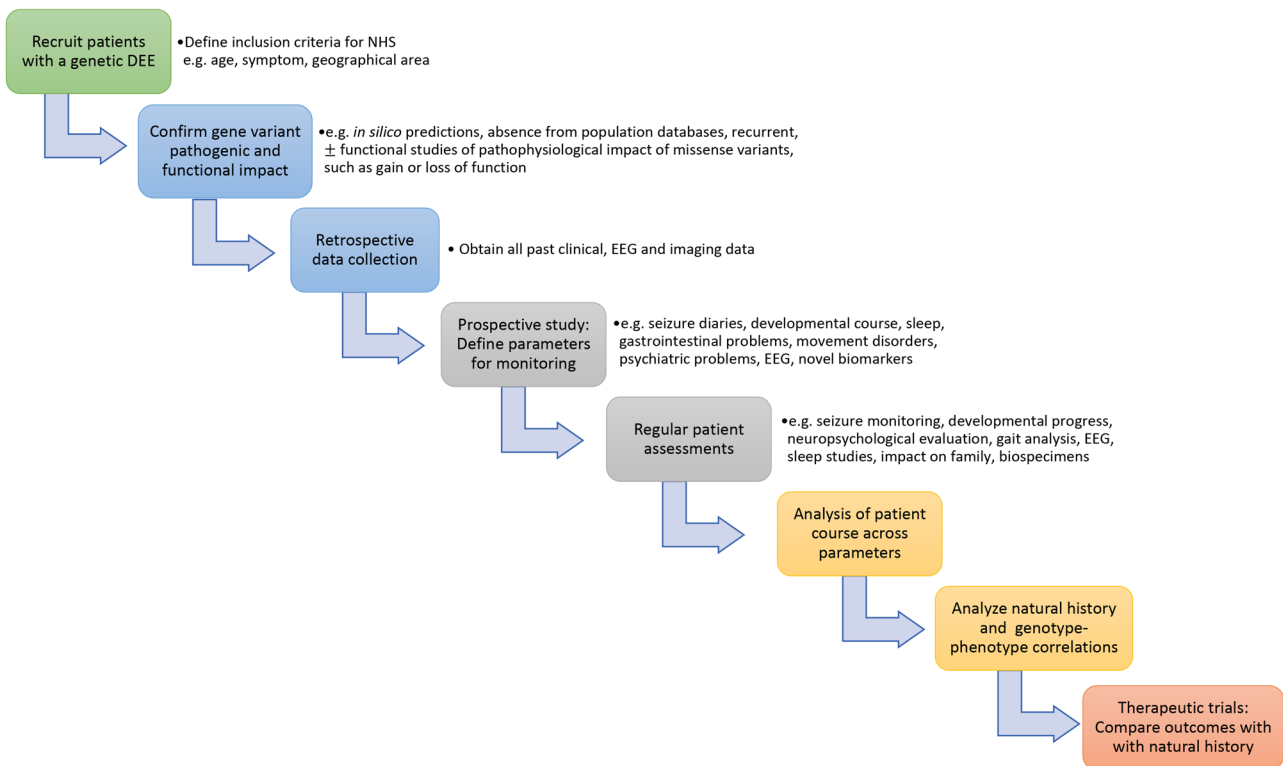 Recruit patients
with a genetic DEE
•Define inclusion criteria for NHS
e.g. age, symptom, geographical area
Confirm gene variant
pathogenic and
functional impact
•e.g. in silico predictions, absence from population databases, recurrent,
± functional studies of pathophysiological impact of missense variants,
such as gain or loss of function
Retrospective
data collection
• Obtain all past clinical, EEG and imaging data
Prospective study:
Define parameters
for monitoring
•e.g. seizure diaries, developmental course, sleep,
gastrointestinal problems, movement disorders,
psychiatric problems, EEG, novel biomarkers
Regular patient
assessments
•e.g. seizure monitoring, developmental progress,
neuropsychological evaluation, gait analysis, EEG,
sleep studies, impact on family, biospecimens
Analysis of patient
course across
parameters
Analyze natural history
and genotype-
phenotype correlations
Therapeutic trials:
Compare outcomes with
with natural history